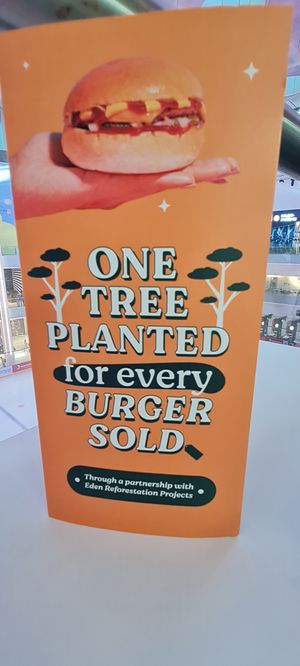 ONE
TREE
PLANTED
for every
BURGER
SOLD
Through a partnership with
Eden Reforestation Projects